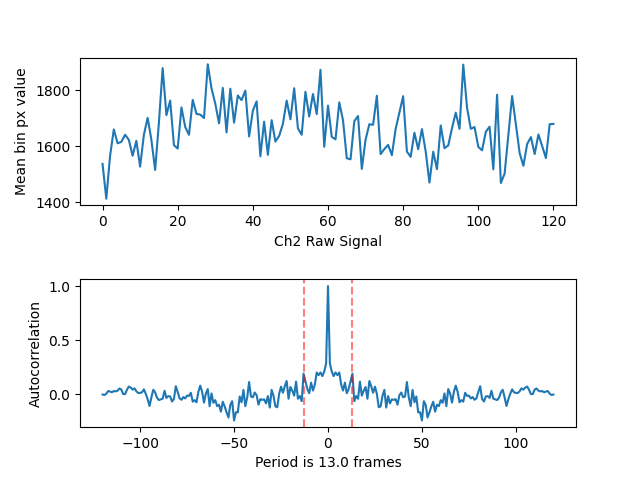 1800
1600
1400
Mean bin px value
0 20 40 60 80 100 120
Ch2 Raw Signal
1.0
0.5
0.0
Autocorrelation
−100 −50 0 50 100
Period is 13.0 frames